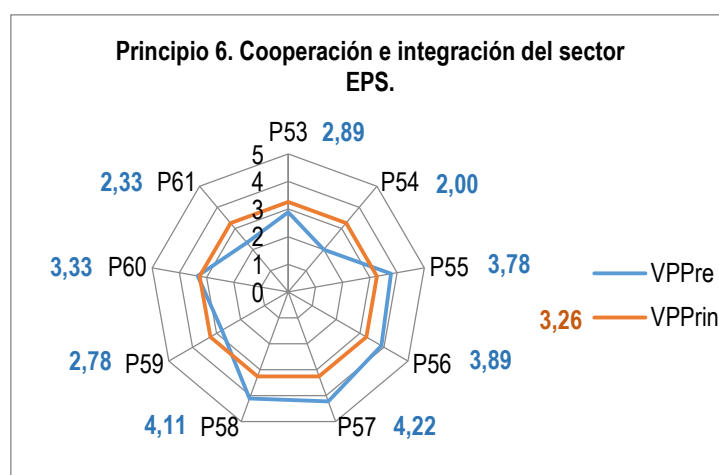 Principio 6. Cooperación e integración del sector
EPS.
P53 2,89
P54 2,00
P55 3,78
P56 3,89
P57 4,22
P58 4,11
P59 2,78
P60 3,33
P61 2,33
5
4
3
2
1
0
VPPre
3,26 VPPrin